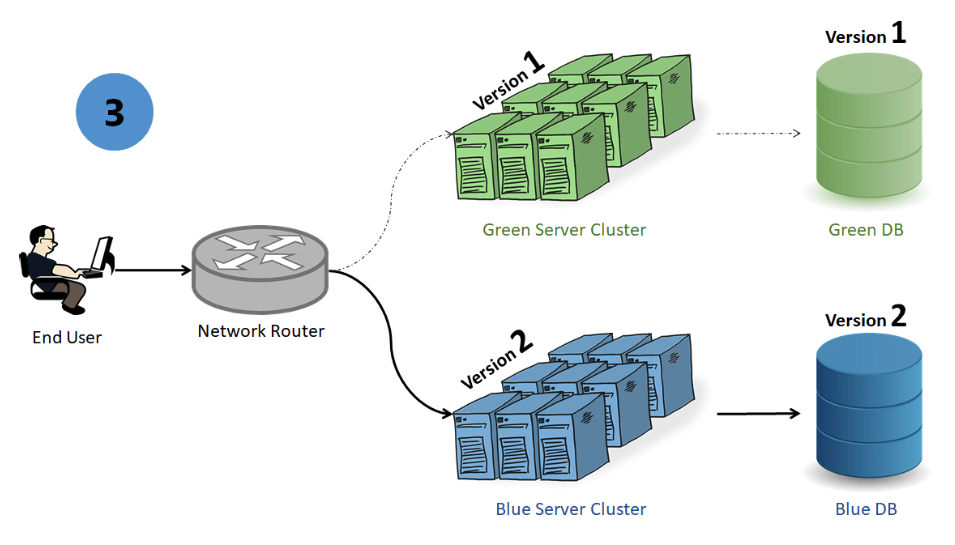 3
Version 1
Version 1
Green Server Cluster
Green DB
End User
Network Router
Version 2
Version 2
Blue Server Cluster
Blue DB